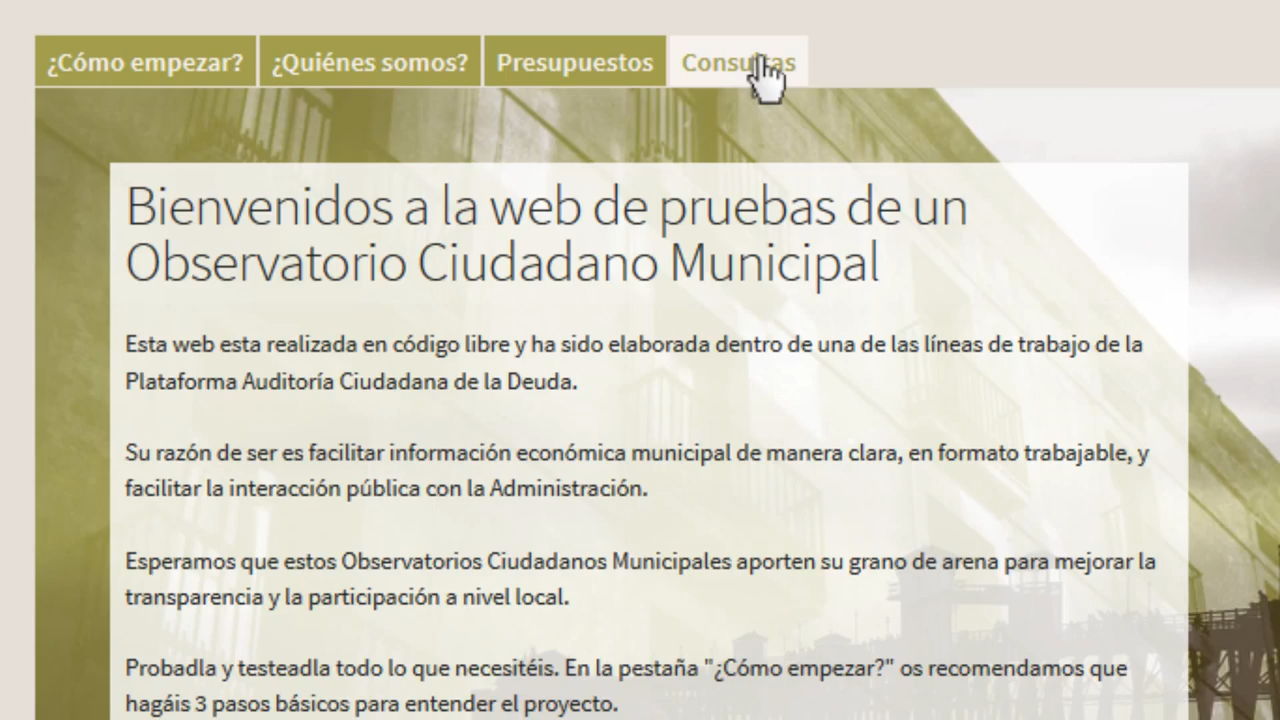 ¿Cómo empezar? ¿Quiénes somos? Presupuestos Consultas
Bienvenidos a la web de pruebas de un
Observatorio Ciudadano Municipal
Esta web esta realizada en código libre y ha sido elaborada dentro de una de las líneas de trabajo de la
Plataforma Auditoría Ciudadana de la Deuda.
Su razón de ser es facilitar información económica municipal de manera clara, en formato trabajable, y
facilitar la interacción pública con la Administración.
Esperamos que estos Observatorios Ciudadanos Municipales aporten su grano de arena para mejorar la
transparencia y la participación a nivel local.
Probadla y testeadla todo lo que necesitéis. En la pestaña "¿Cómo empezar?" os recomendamos que
hagáis 3 pasos básicos para entender el proyecto.